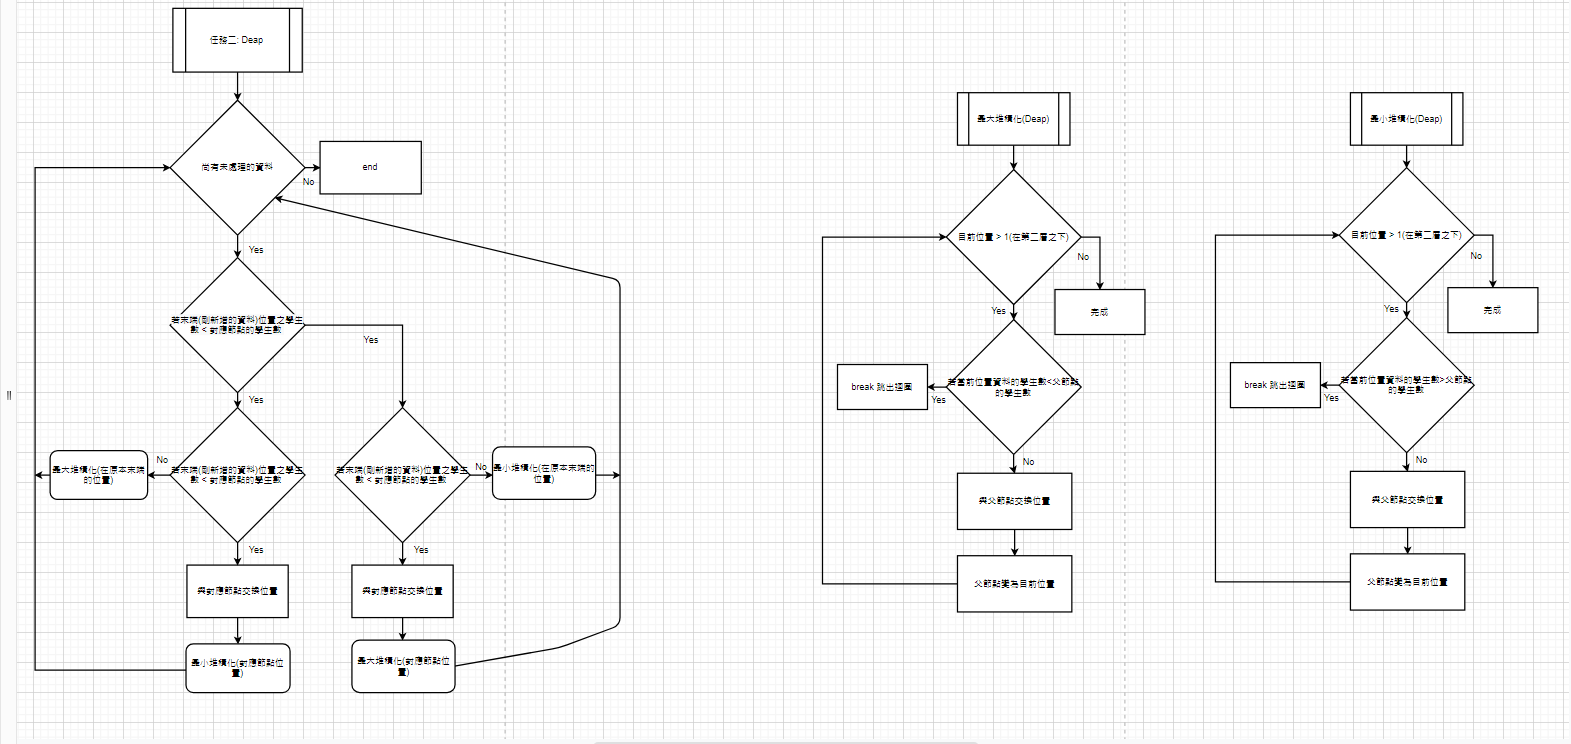 任務二: Deap
尚有未處理的資料
No
end
Yes
若末端(剛新增的資料)位置之學生
數 < 對應節點的學生數
Yes
Yes
最大堆積化(在原本末端
的位置)
No
若末端(剛新增的資料)位置之學生
數 < 對應節點的學生數
若末端(剛新增的資料)位置之學生
數 < 對應節點的學生數
No
最小堆積化(在原本末端的
位置)
Yes
Yes
與對應節點交換位置
與對應節點交換位置
最小堆積化(對應節點位
置)
最大堆積化(對應節點位
置)
最大堆積化(Deap)
目前位置 > 1(在第二層之下)
No
完成
Yes
若當前位置資料的學生數<父節點
的學生數
break 跳出迴圈
Yes
No
與父節點交換位置
父節點變為目前位置
最小堆積化(Deap)
目前位置 > 1(在第二層之下)
No
完成
Yes
若當前位置資料的學生數>父節點
的學生數
break 跳出迴圈
Yes
No
與父節點交換位置
父節點變為目前位置